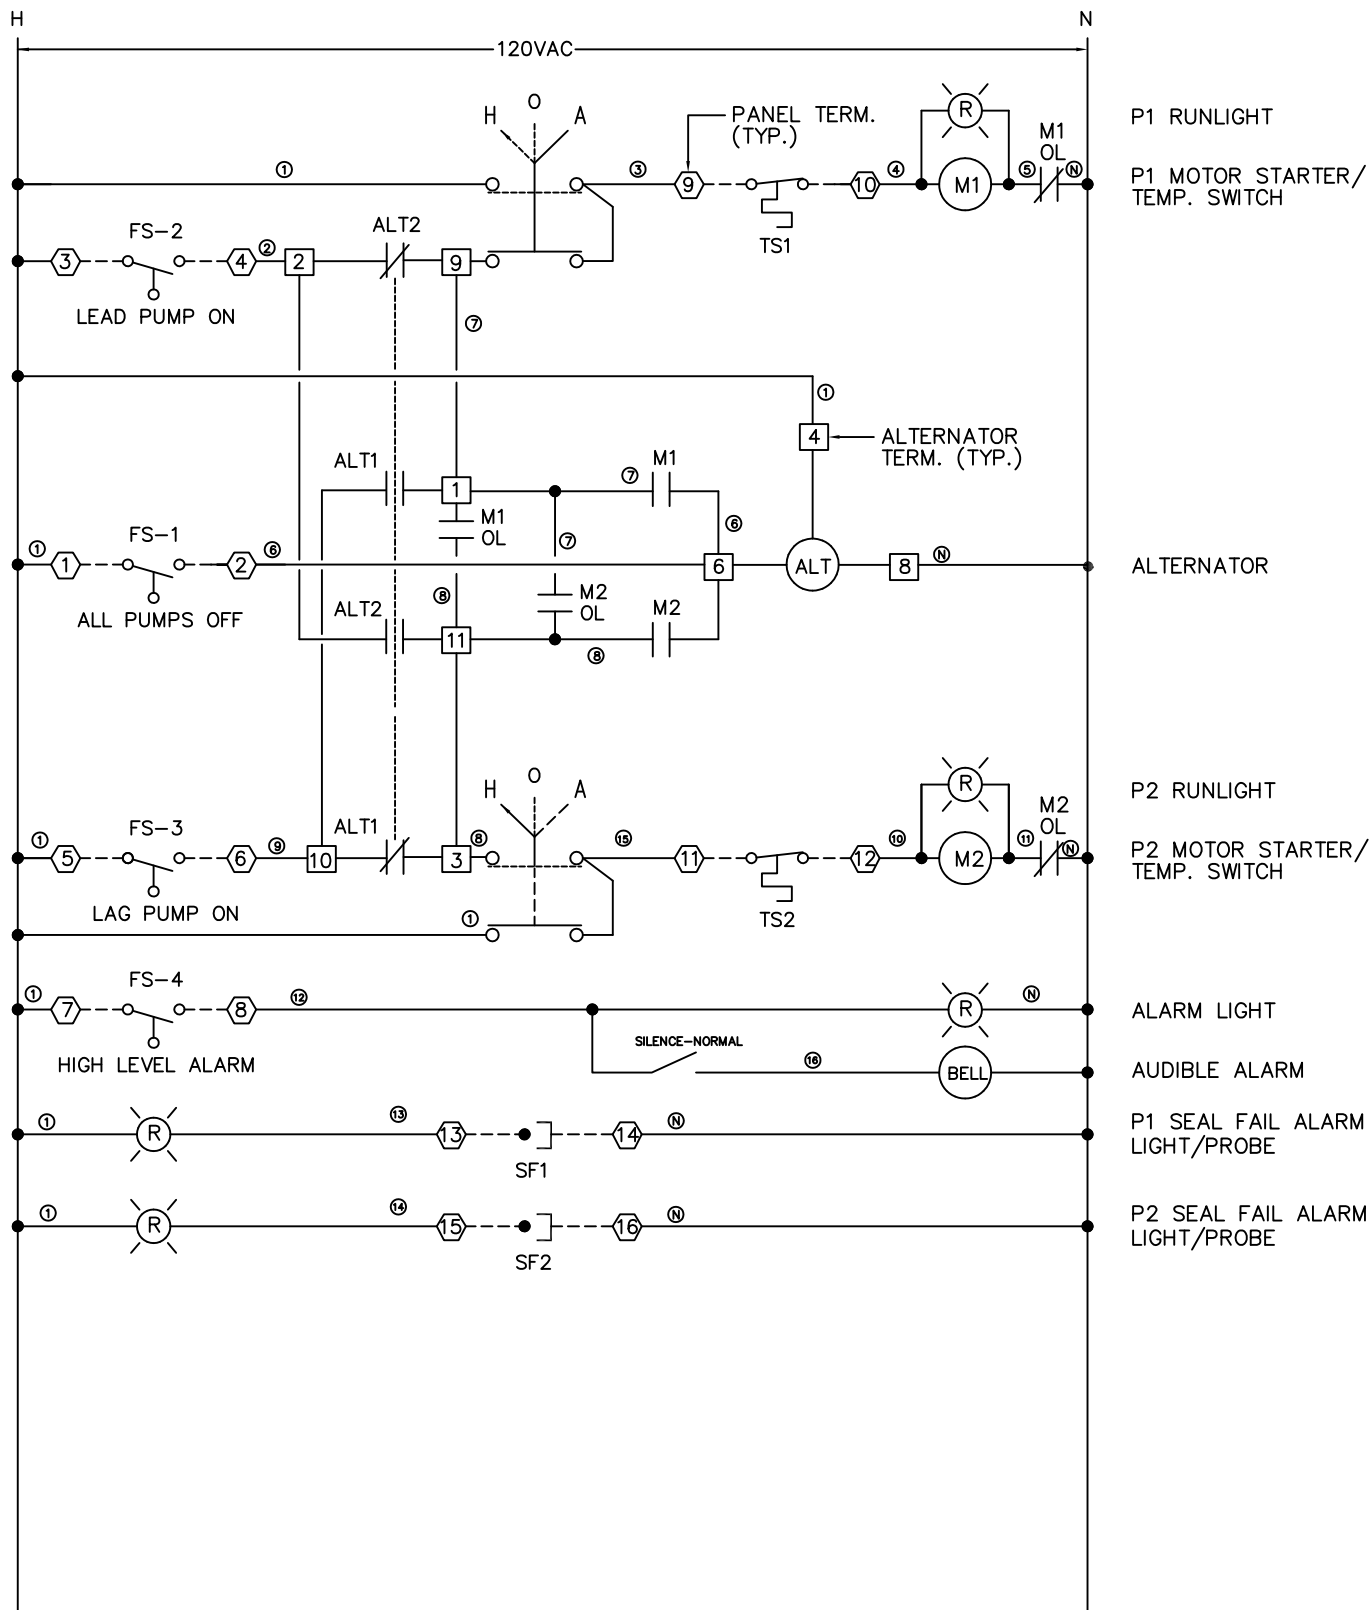 H N
120VAC
H O A
PANEL TERM.
(TYP.)
R
P1 RUNLIGHT
M1
OL
① ③ 9 10 ④ M1 ⑤ Ⓝ
P1 MOTOR STARTER/
TEMP. SWITCH
TS1
FS-2
ALT2
3 4 ② 2 9
LEAD PUMP ON
⑦
①
4
ALTERNATOR
TERM. (TYP.)
ALT1
M1
1 ⑦
M1
OL
⑥
⑦
FS-1
① 1 2 ⑥ 6 ALT 8 Ⓝ
ALTERNATOR
ALL PUMPS OFF
⑧
M2
OL
ALT2
M2
11 ⑧
H O A
R
P2 RUNLIGHT
M2
OL
FS-3
ALT1
① 5 6 ⑨ 10 3 ⑧ ⑮ 11 12 ⑩ M2 ⑪ Ⓝ
P2 MOTOR STARTER/
TEMP. SWITCH
TS2
LAG PUMP ON
①
FS-4
① 7 8 ⑫ R Ⓝ
ALARM LIGHT
HIGH LEVEL ALARM
SILENCE-NORMAL
⑯ BELL
AUDIBLE ALARM
① R ⑬ 13 14 Ⓝ
SF1
P1 SEAL FAIL ALARM
LIGHT/PROBE
① R ⑭ 15 16 Ⓝ
SF2
P2 SEAL FAIL ALARM
LIGHT/PROBE